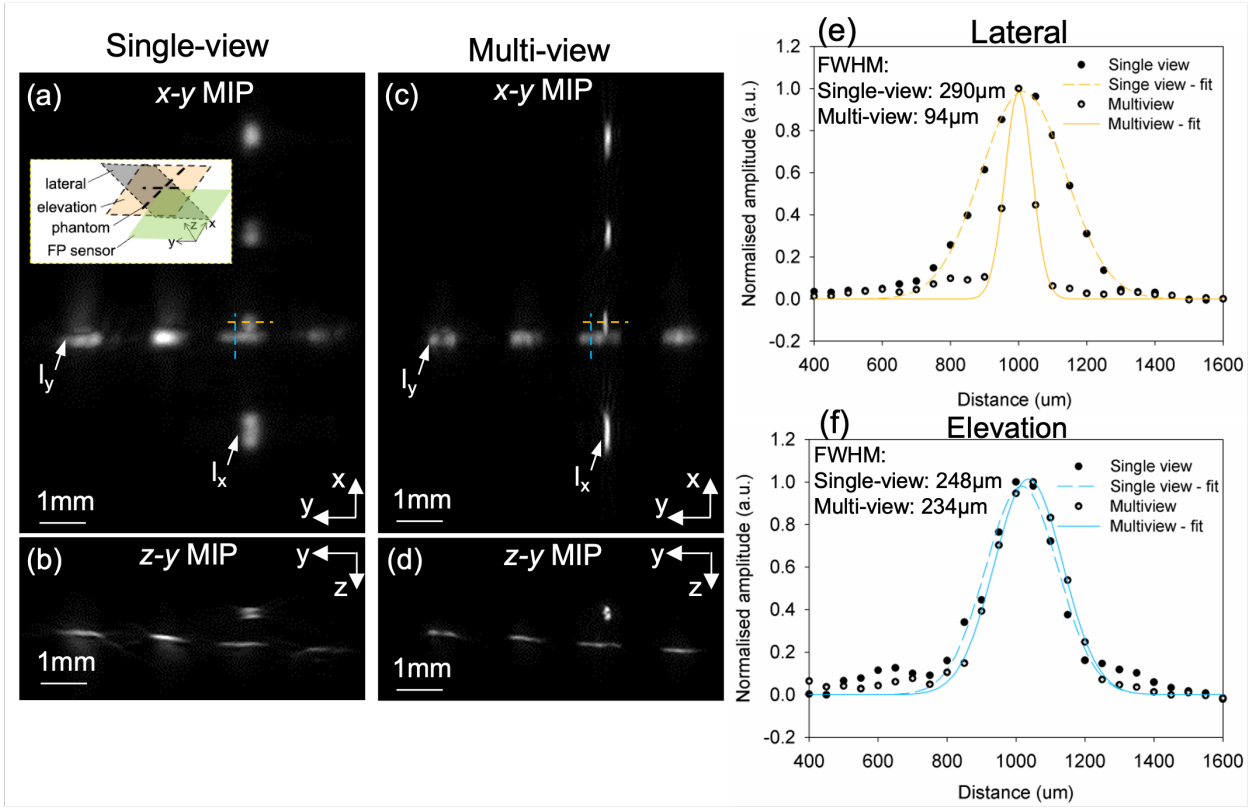 Single-view
Multi-view
(a)
x-y MIP
lateral
elevation
phantom
FP sensor
z
x
y
Iy
Ix
1mm
x
y
(b)
z-y MIP
y
z
1mm
(c)
x-y MIP
Iy
Ix
1mm
x
y
(d)
z-y MIP
y
z
1mm
(e)
Lateral
FWHM:
Single-view: 290µm
Multi-view: 94µm
Single view
Singe view - fit
Multiview
Multiview - fit
Normalised amplitude (a.u.)
1.2
1.0
0.8
0.6
0.4
0.2
0.0
-0.2
400 600 800 1000 1200 1400 1600
Distance (um)
(f)
Elevation
FWHM:
Single-view: 248µm
Multi-view: 234µm
Single view
Single view - fit
Multiview
Multiview - fit
Normalised amplitude (a.u.)
1.2
1.0
0.8
0.6
0.4
0.2
0.0
-0.2
400 600 800 1000 1200 1400 1600
Distance (um)